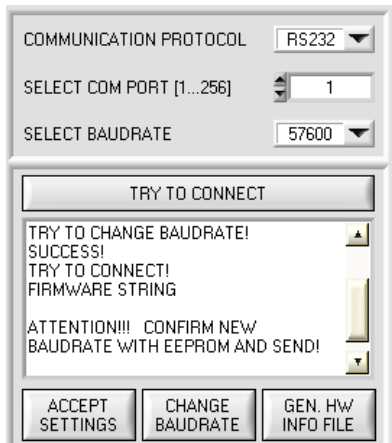 COMMUNICATION PROTOCOL RS232
SELECT COM PORT [1...256] 1
SELECT BAUDRATE 57600
TRY TO CONNECT
TRY TO CHANGE BAUDRATE!
SUCCESS!
TRY TO CONNECT!
FIRMWARE STRING
ATTENTION!!! CONFIRM NEW
BAUDRATE WITH EEPROM AND SEND!
ACCEPT
SETTINGS
CHANGE
BAUDRATE
GEN. HW
INFO FILE